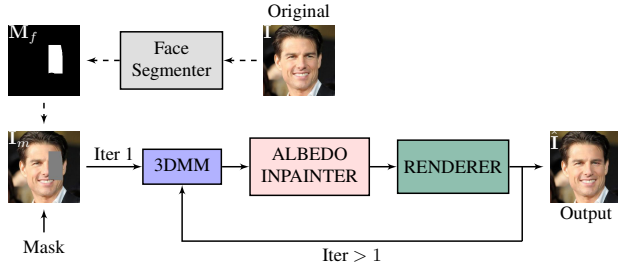 Original
M_f
Face
Segmenter
I
I_m̄
Iter 1
3DMM
ALBEDO
INPAINTER
RENDERER
Î
Mask
Output
Iter > 1